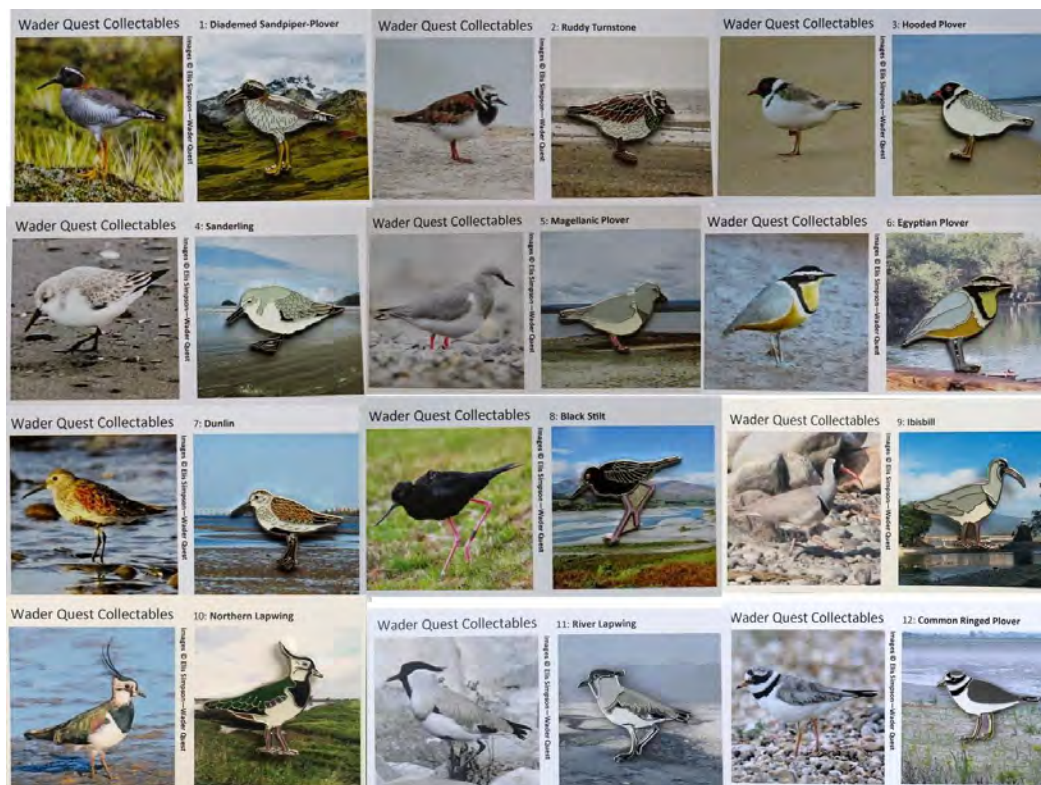 Wader Quest Collectables
1: Diademed Sandpiper-Plover
Images © Elis Simpson—Wader Quest
Wader Quest Collectables
2: Ruddy Turnstone
Images © Elis Simpson—Wader Quest
Wader Quest Collectables
3: Hooded Plover
Images © Elis Simpson—Wader Quest
Wader Quest Collectables
4: Sanderling
Images © Elis Simpson—Wader Quest
Wader Quest Collectables
5: Magellanic Plover
Images © Elis Simpson—Wader Quest
Wader Quest Collectables
6: Egyptian Plover
Images © Elis Simpson—Wader Quest
Wader Quest Collectables
7: Dunlin
Images © Elis Simpson—Wader Quest
Wader Quest Collectables
8: Black Stilt
Images © Elis Simpson—Wader Quest
Wader Quest Collectables
9: Ibisbill
Images © Elis Simpson—Wader Quest
Wader Quest Collectables
10: Northern Lapwing
Images © Elis Simpson—Wader Quest
Wader Quest Collectables
11: River Lapwing
Images © Elis Simpson—Wader Quest
Wader Quest Collectables
12: Common Ringed Plover
Images © Elis Simpson—Wader Quest